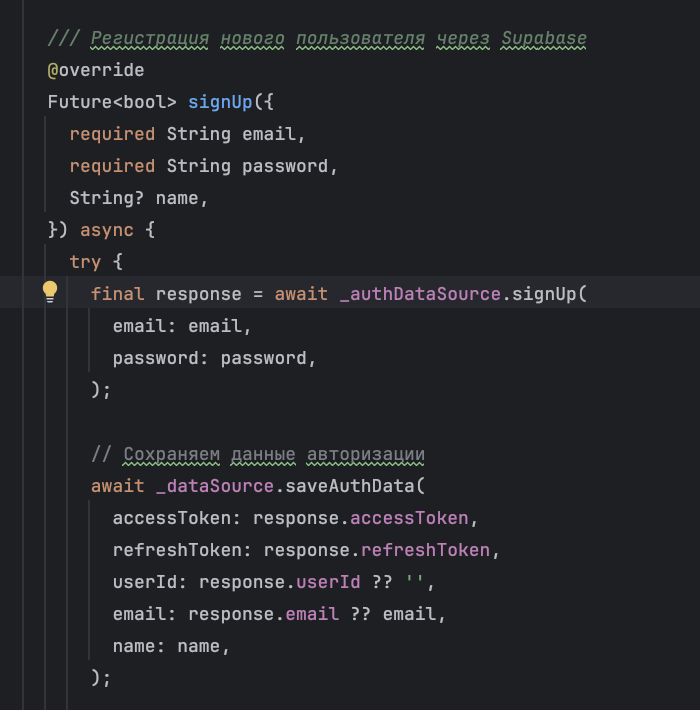 /// Регистрация нового пользователя через Supabase
@override
Future<bool> signUp({
required String email,
required String password,
String? name,
}) async {
try {
final response = await _authDataSource.signUp(
email: email,
password: password,
);
// Сохраняем данные авторизации
await _dataSource.saveAuthData(
accessToken: response.accessToken,
refreshToken: response.refreshToken,
userId: response.userId ?? '',
email: response.email ?? email,
name: name,
);